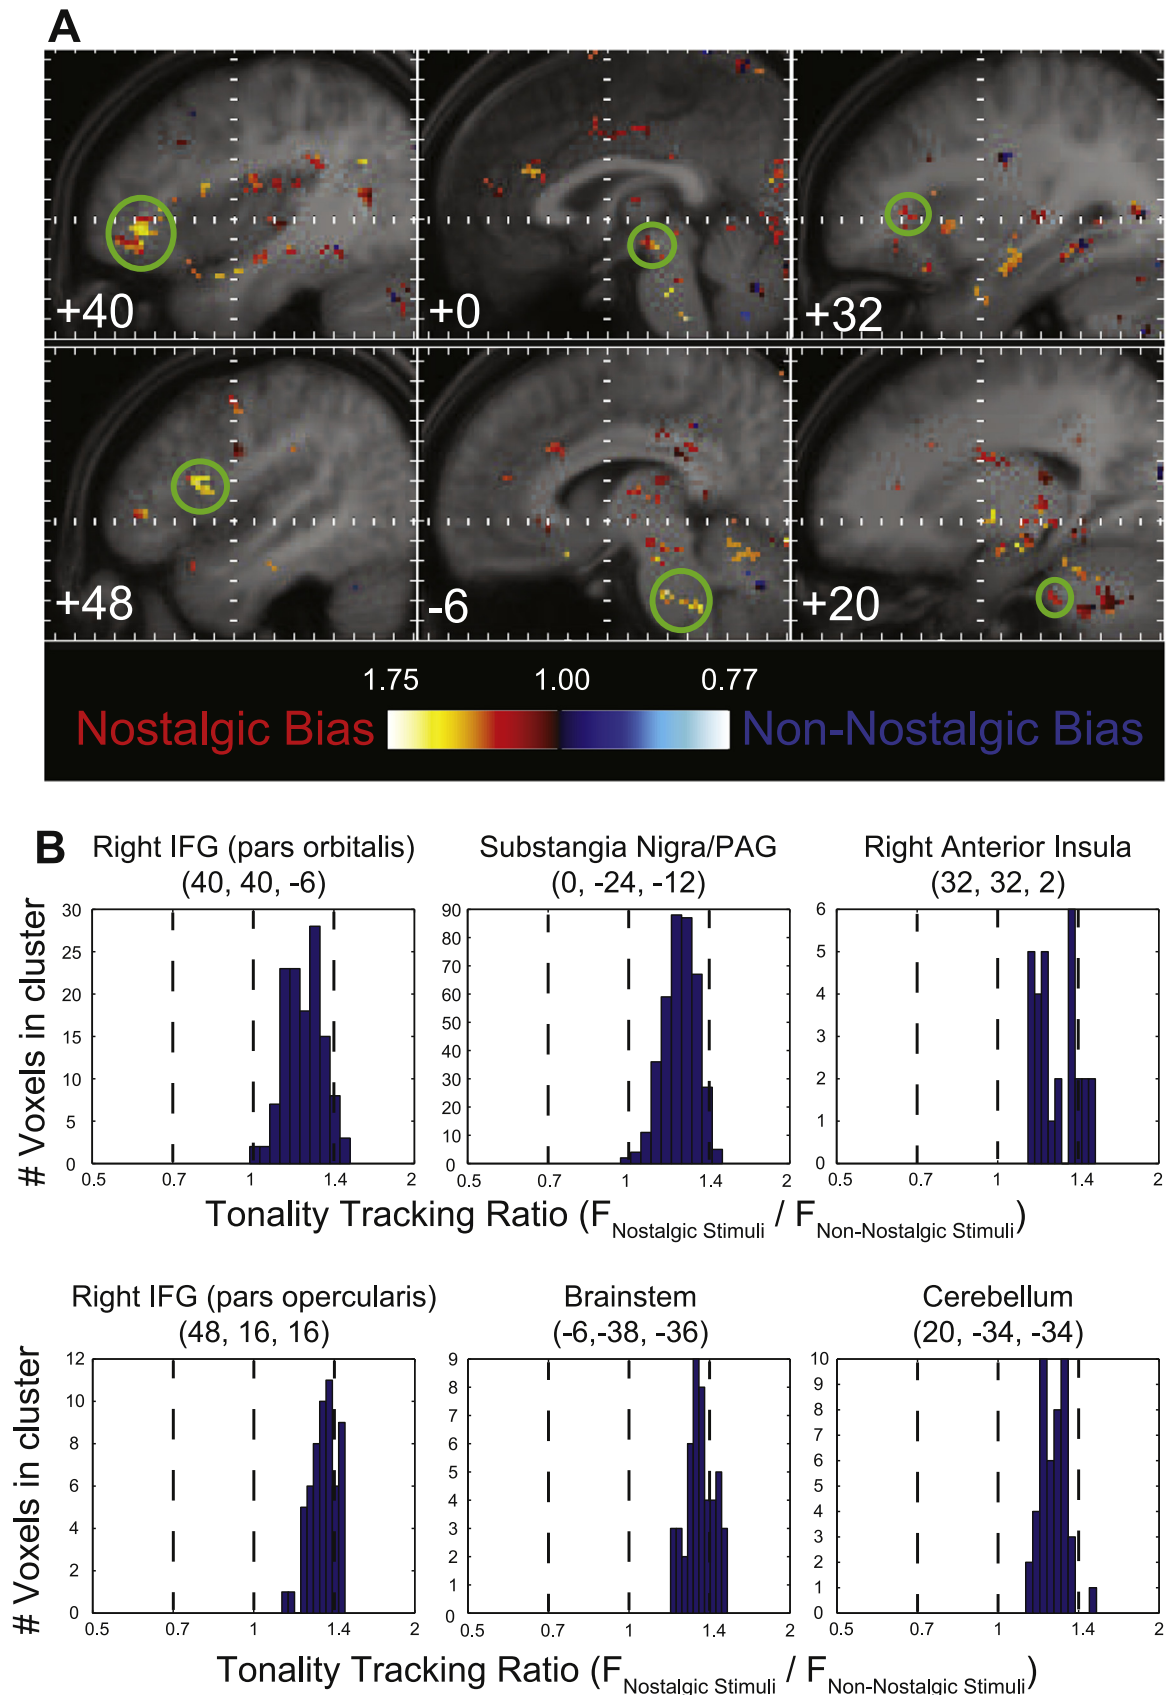 A
+40
+0
+32
+48
-6
+20
1.75 1.00 0.77
Nostalgic Bias
Non-Nostalgic Bias
B
Right IFG (pars orbitalis)
(40, 40, -6)
Substangia Nigra/PAG
(0, -24, -12)
Right Anterior Insula
(32, 32, 2)
# Voxels in cluster
30
25
20
15
10
5
0
0.5 0.7 1 1.4 2
90
80
70
60
50
40
30
20
10
0
0.5 0.7 1 1.4 2
6
5
4
3
2
1
0
0.5 0.7 1 1.4 2
Tonality Tracking Ratio (F Nostalgic Stimuli / F Non-Nostalgic Stimuli)
Right IFG (pars opercularis)
(48, 16, 16)
Brainstem
(-6,-38, -36)
Cerebellum
(20, -34, -34)
# Voxels in cluster
12
10
8
6
4
2
0
0.5 0.7 1 1.4 2
9
8
7
6
5
4
3
2
1
0
0.5 0.7 1 1.4 2
10
9
8
7
6
5
4
3
2
1
0
0.5 0.7 1 1.4 2
Tonality Tracking Ratio (F Nostalgic Stimuli / F Non-Nostalgic Stimuli)